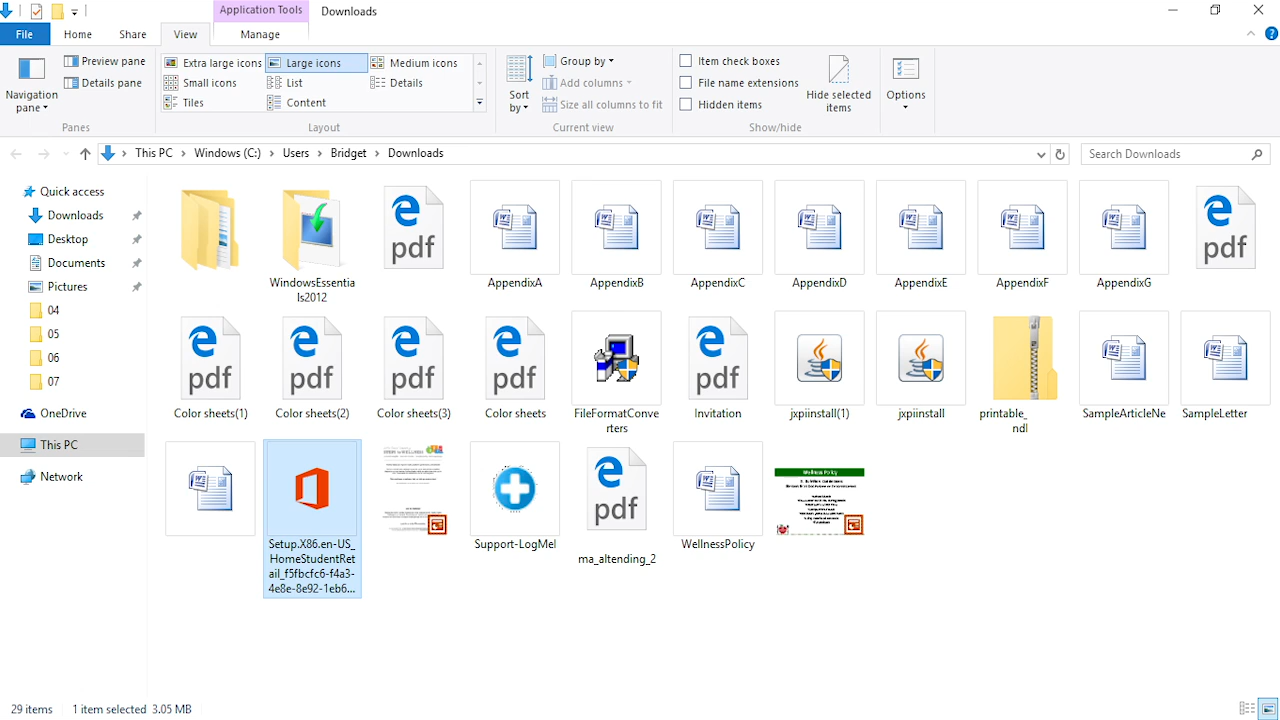 Application Tools
Downloads
File
Home
Share
View
Manage
Navigation pane
Preview pane
Details pane
Panes
Extra large icons
Large icons
Medium icons
Small icons
List
Details
Tiles
Content
Layout
Sort by
Group by
Add columns
Size all columns to fit
Current view
Item check boxes
File name extensions
Hidden items
Hide selected items
Show/hide
Options
This PC
Windows (C:)
Users
Bridget
Downloads
Search Downloads
Quick access
Downloads
Desktop
Documents
Pictures
04
05
06
07
OneDrive
This PC
Network
WindowsEssentia
ls2012
pdf
AppendixA
AppendixB
AppendixC
AppendixD
AppendixE
AppendixF
AppendixG
pdf
pdf
Color sheets(1)
pdf
Color sheets(2)
pdf
Color sheets(3)
pdf
Color sheets
FileFormatConve
rters
pdf
Invitation
jxpiinstall(1)
jxpiinstall
printable_
ndl
SampleArticleNe
SampleLetter
Setup.X86.en-US_
HomeStudentRet
ail_f5fbcfc6-f4a3-
4e8e-8e92-1eb6...
Support-LogMeI
pdf
ma_altending_2
WellnessPolicy
Wellness Policy
29 items
1 item selected 3.05 MB